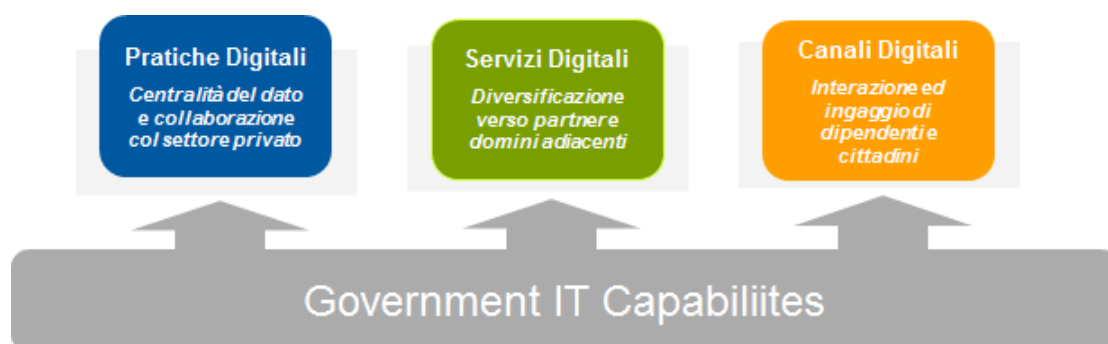 Pratiche Digitali
Centralità del dato
e collaborazione
col settore privato
Servizi Digitali
Diversificazione
verso partner e
domini adiacenti
Canali Digitali
Interazione ed
ingaggio di
dipendenti e
cittadini
Government IT Capabiliites